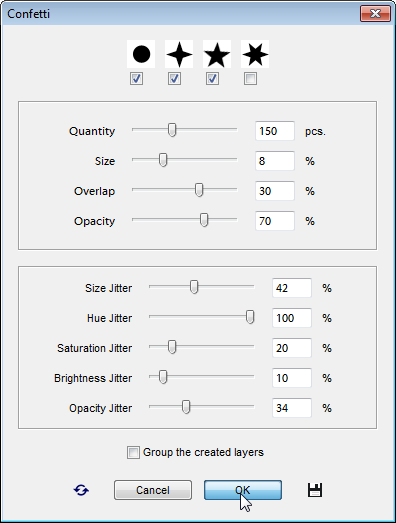 Confetti
Quantity 150 pcs.
Size 8 %
Overlap 30 %
Opacity 70 %
Size Jitter 42 %
Hue Jitter 100 %
Saturation Jitter 20 %
Brightness Jitter 10 %
Opacity Jitter 34 %
Group the created layers
Cancel OK